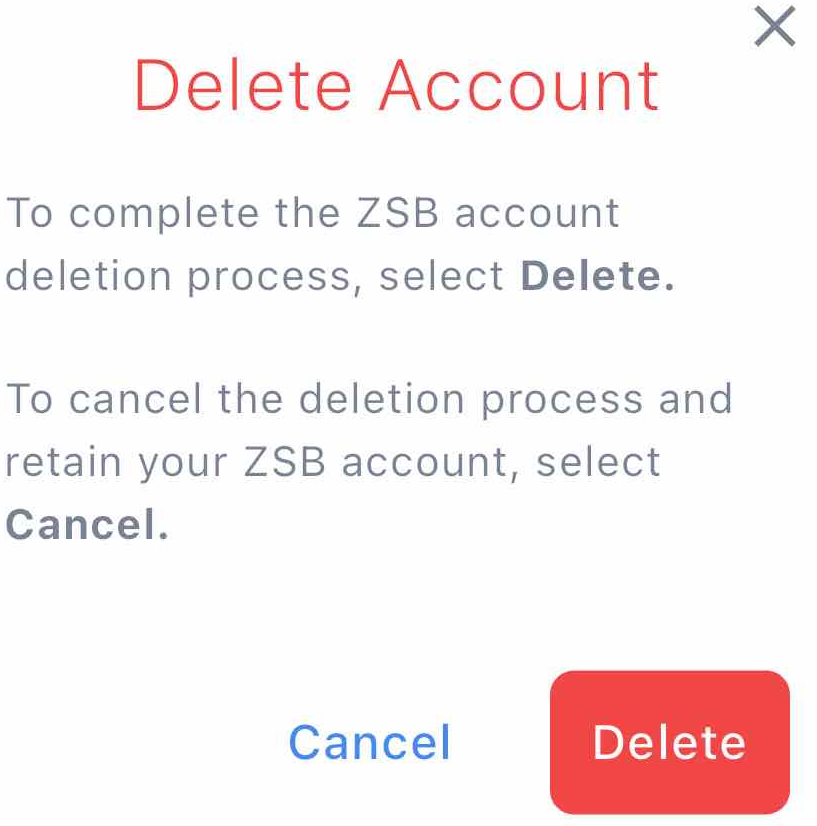 Delete Account
To complete the ZSB account
deletion process, select Delete.
To cancel the deletion process and
retain your ZSB account, select
Cancel.
Cancel Delete